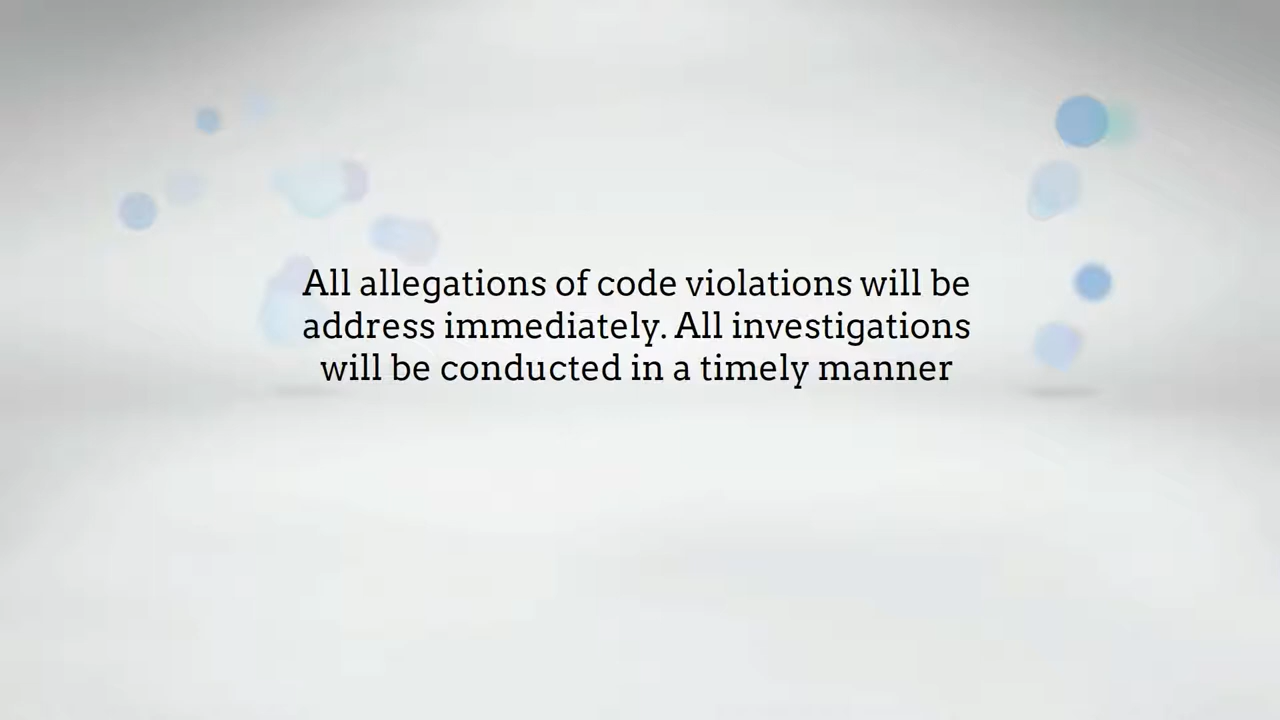 All allegations of code violations will be
address immediately. All investigations
will be conducted in a timely manner